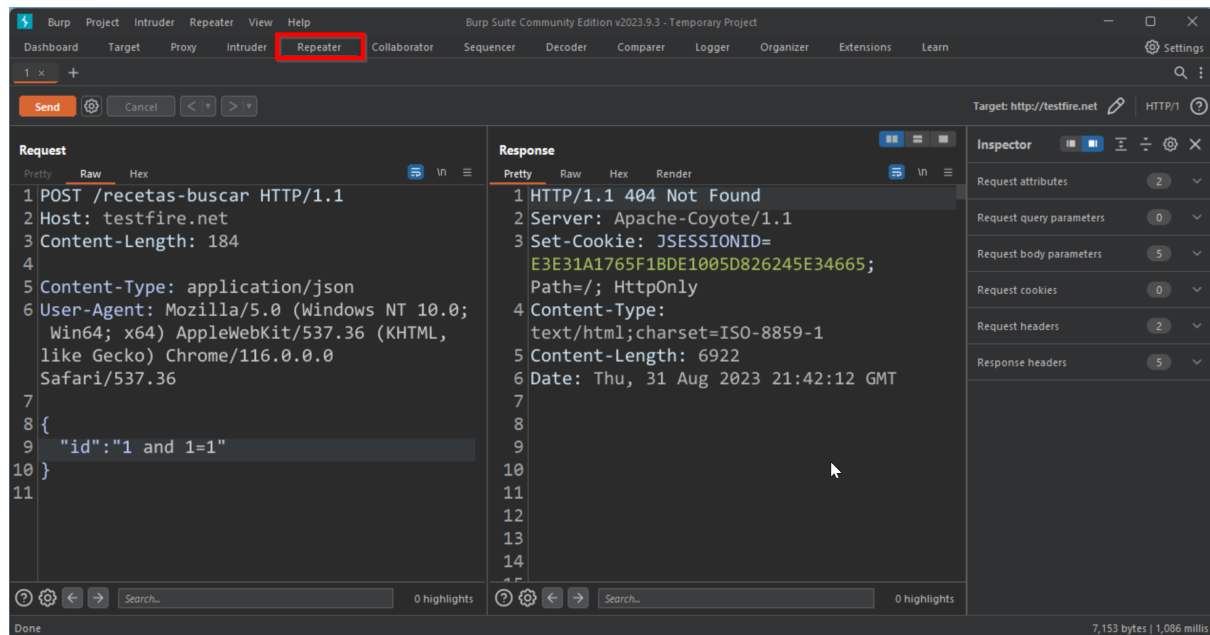 Burp Project Intruder Repeater View Help Burp Suite Community Edition v2023.9.3 - Temporary Project
Dashboard Target Proxy Intruder Repeater Collaborator Sequencer Decoder Comparer Logger Organizer Extensions Learn Settings
1 × +
Send Cancel < > Target: http://testfire.net HTTP/1 ?
Request
Pretty Raw Hex \n
1 POST /recetas-buscar HTTP/1.1
2 Host: testfire.net
3 Content-Length: 184
4
5 Content-Type: application/json
6 User-Agent: Mozilla/5.0 (Windows NT 10.0;
Win64; x64) AppleWebKit/537.36 (KHTML,
like Gecko) Chrome/116.0.0.0
Safari/537.36
7
8 {
9 "id":"1 and 1=1"
10 }
11
? Search... 0 highlights
Response
Pretty Raw Hex Render \n
1 HTTP/1.1 404 Not Found
2 Server: Apache-Coyote/1.1
3 Set-Cookie: JSESSIONID=
E3E31A1765F1BDE1005D826245E34665;
Path=/; HttpOnly
4 Content-Type:
text/html;charset=ISO-8859-1
5 Content-Length: 6922
6 Date: Thu, 31 Aug 2023 21:42:12 GMT
7
8
9
10
11
12
13
14
? Search... 0 highlights
Inspector
Request attributes 2
Request query parameters 0
Request body parameters 5
Request cookies 0
Request headers 2
Response headers 5
Done 7,153 bytes | 1,086 millis